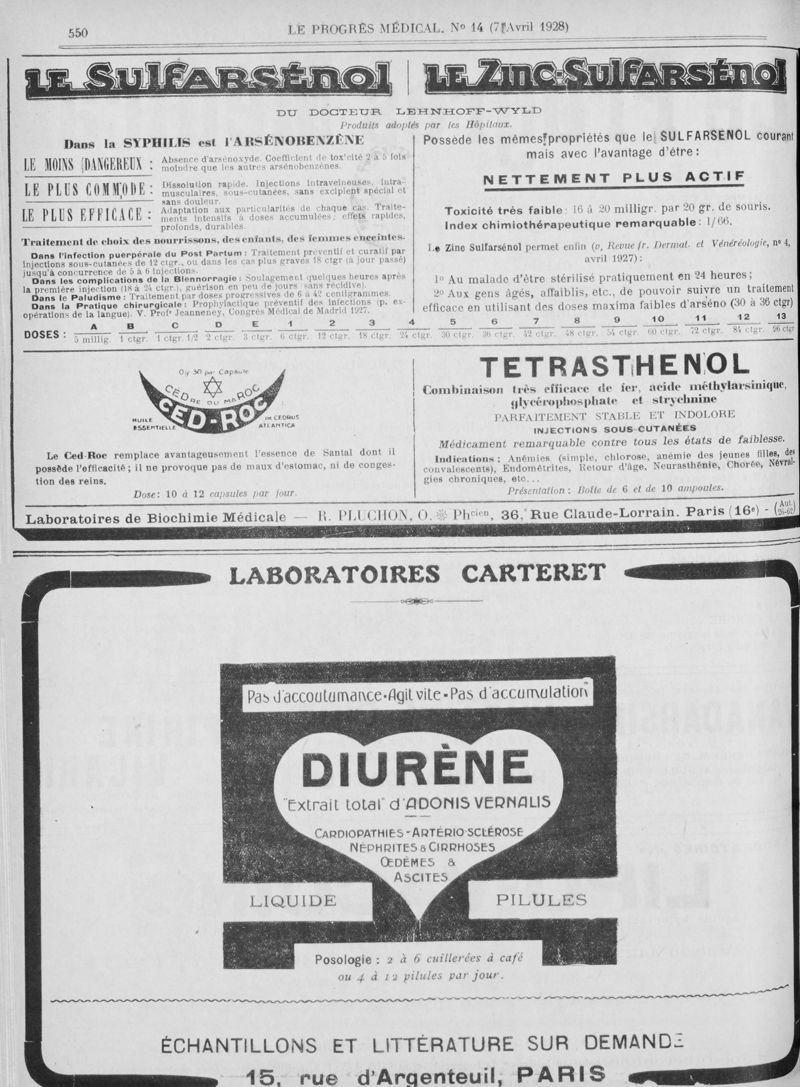 550
LE PROGRÈS MÉDICAL. No 14 (7 Avril 1928)
LE SULFARSÉNOL
LE ZINC-SULFARSÉNOL
DU DOCTEUR LEHNHOFF-WYLD
Produits adoptés par les Hôpitaux.
Dans la SYPHILIS est l'ARSÉNOBENZÈNE
LE MOINS DANGEREUX : Absence d'arsénoxyde. Coefficient de toxicité 2 à 5 fois
moindre que les autres arsénobenzènes.
LE PLUS COMMODE : Dissolution rapide. Injections intraveineuses, intra-
musculaires, sous-cutanées, sans excipient spécial et
sans douleur.
LE PLUS EFFICACE : Adaptation aux particularités de chaque cas. Traite-
ments intensifs à doses accumulées; effets rapides,
profonds, durables.
Traitement de choix des nourrissons, des enfants, des femmes enceintes.
Dans l'infection puerpérale du Post Partum : Traitement préventif et curatif par
injections sous-cutanées de 12 ctgr., ou dans les cas plus graves 18 ctgr (à jour passé)
jusqu'à concurrence de 5 à 6 injections.
Dans les complications de la Blennorragie : Soulagement quelques heures après
la première injection (18 à 24 ctgr.), guérison en peu de jours (sans récidive).
Dans le Paludisme : Traitement par doses progressives de 6 à 42 centigrammes.
Dans la Pratique chirurgicale : Prophylactique préventif des infections (p. ex-
opérations de la langue). V. Profr Jeanneney, Congrès Médical de Madrid 1927.
Possède les mêmes propriétés que le SULFARSENOL courant
mais avec l'avantage d'être :
NETTEMENT PLUS ACTIF
Toxicité très faible : 16 à 20 milligr. par 20 gr. de souris.
Index chimiothérapeutique remarquable : 1/66.
Le Zinc Sulfarsénol permet enfin (v, Revue fr. Dermat. et Vénéréologie, no 4,
avril 1927) :
1o Au malade d'être stérilisé pratiquement en 24 heures;
2o Aux gens âgés, affaiblis, etc., de pouvoir suivre un traitement
efficace en utilisant des doses maxima faibles d'arséno (30 à 36 ctgr)
A B C D E 1 2 3 4 5 6 7 8 9 10 11 12 13
DOSES : 5 millig. 1 ctgr. 1 ctgr. 1/2 2 ctgr. 3 ctgr. 6 ctgr. 12 ctgr. 18 ctgr. 24 ctgr. 30 ctgr. 36 ctgr. 42 ctgr. 48 ctgr. 54 ctgr. 60 ctgr. 72 ctgr. 84 ctgr. 96 ctgr
0gr 30 par Capsule
CÈDRE DU MAROC
CED-ROC
HUILE ESSENTIELLE
DE CEDRUS ATLANTICA
Le Ced-Roc remplace avantageusement l'essence de Santal dont il
possède l'efficacité ; il ne provoque pas de maux d'estomac, ni de conges-
tion des reins.
Dose: 10 à 12 capsules par jour.
TETRASTHENOL
Combinaison très efficace de fer, acide méthylarsinique,
glycérophosphate et strychnine
PARFAITEMENT STABLE ET INDOLORE
INJECTIONS SOUS-CUTANÉES
Médicament remarquable contre tous les états de faiblesse.
Indications : Anémies (simple, chlorose, anémie des jeunes filles, des
convalescents), Endométrites, Retour d'âge, Neurasthénie, Chorée, Névral-
gies chroniques, etc...
Présentation : Boîte de 6 et de 10 ampoules.
Laboratoires de Biochimie Médicale — R. PLUCHON, O. ❋ Phcien, 36, Rue Claude-Lorrain. Paris (16e) - (Aut. 26-62)
LABORATOIRES CARTERET
Pas d'accoutumance-Agit vite-Pas d'accumulation
DIURÈNE
"Extrait total" d'ADONIS VERNALIS
CARDIOPATHIES-ARTÉRIO SCLÉROSE
NÉPHRITES & CIRRHOSES
ŒDÈMES &
ASCITES
LIQUIDE PILULES
Posologie : 2 à 6 cuillerées à café
ou 4 à 12 pilules par jour.
ÉCHANTILLONS ET LITTÉRATURE SUR DEMANDE
15, rue d'Argenteuil, PARIS